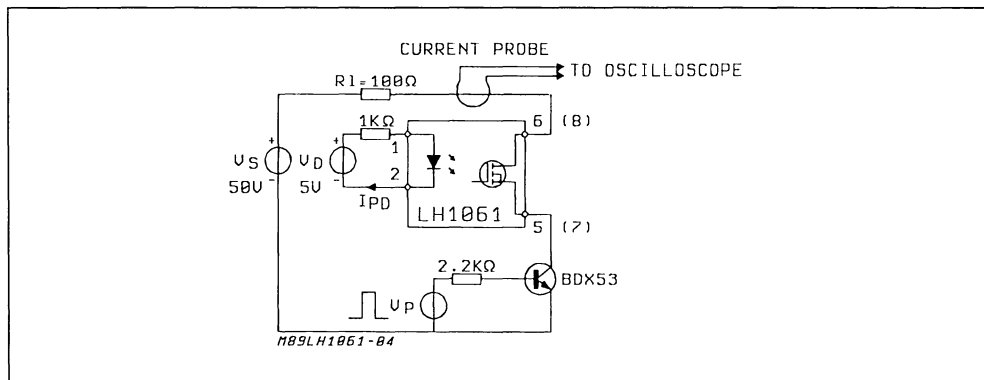 CURRENT PROBE
TO OSCILLOSCOPE
Rl=100Ω
1KΩ
6 (8)
1
+
+
VS
VD
2
50V -
5V -
IPD
LH1061
5 (7)
2.2KΩ
BDX53
VP
M89LH1061-04